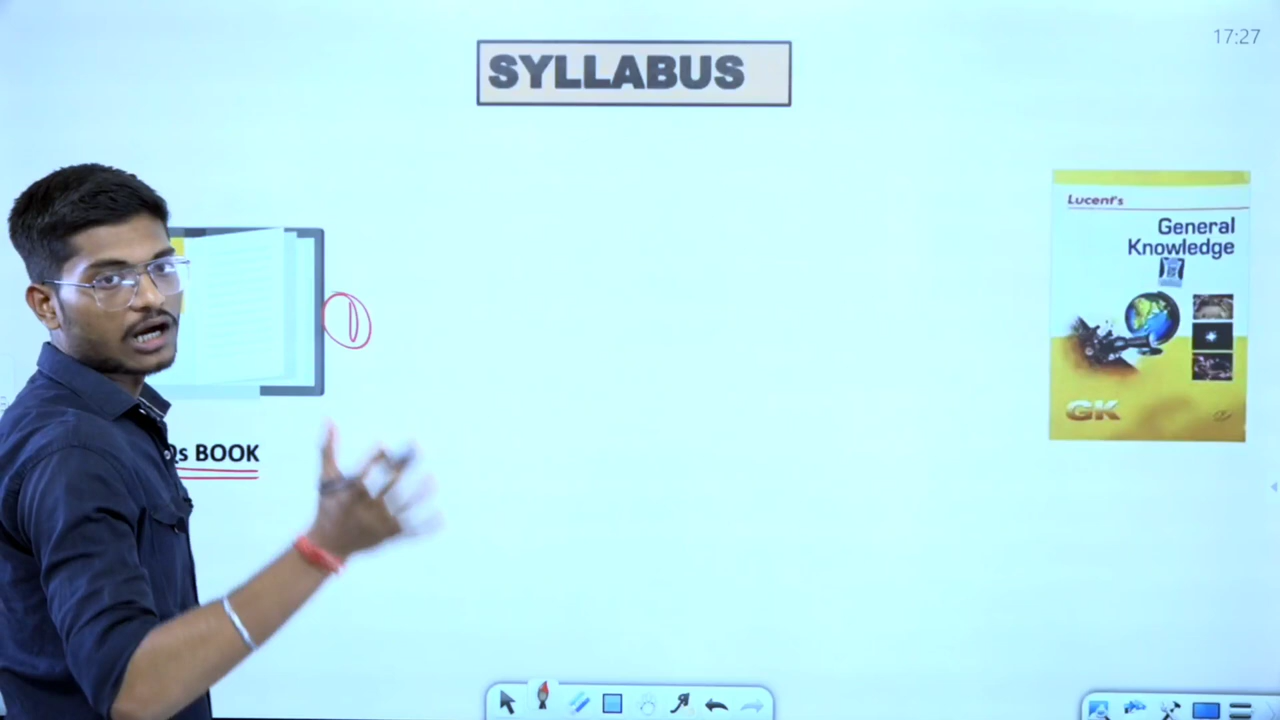 17:27
SYLLABUS
Lucent's
General
Knowledge
GK
Qs BOOK